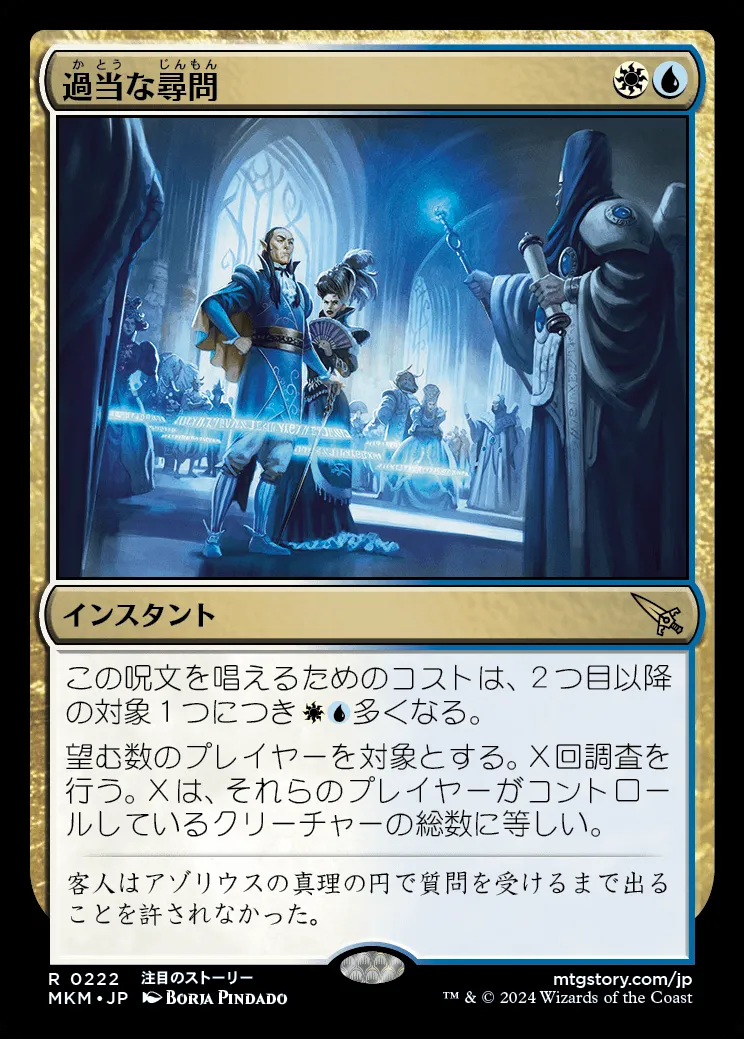 かとう じんもん
過当な尋問
インスタント
この呪文を唱えるためのコストは、２つ目以降
の対象１つにつき多くなる。
望む数のプレイヤーを対象とする。Ｘ回調査を
行う。Ｘは、それらのプレイヤーがコントロー
ルしているクリーチャーの総数に等しい。
客人はアゾリウスの真理の円で質問を受けるまで出る
ことを許されなかった。
R 0222 注目のストーリー
MKM • JP Borja Pindado
mtgstory.com/jp
™ & © 2024 Wizards of the Coast